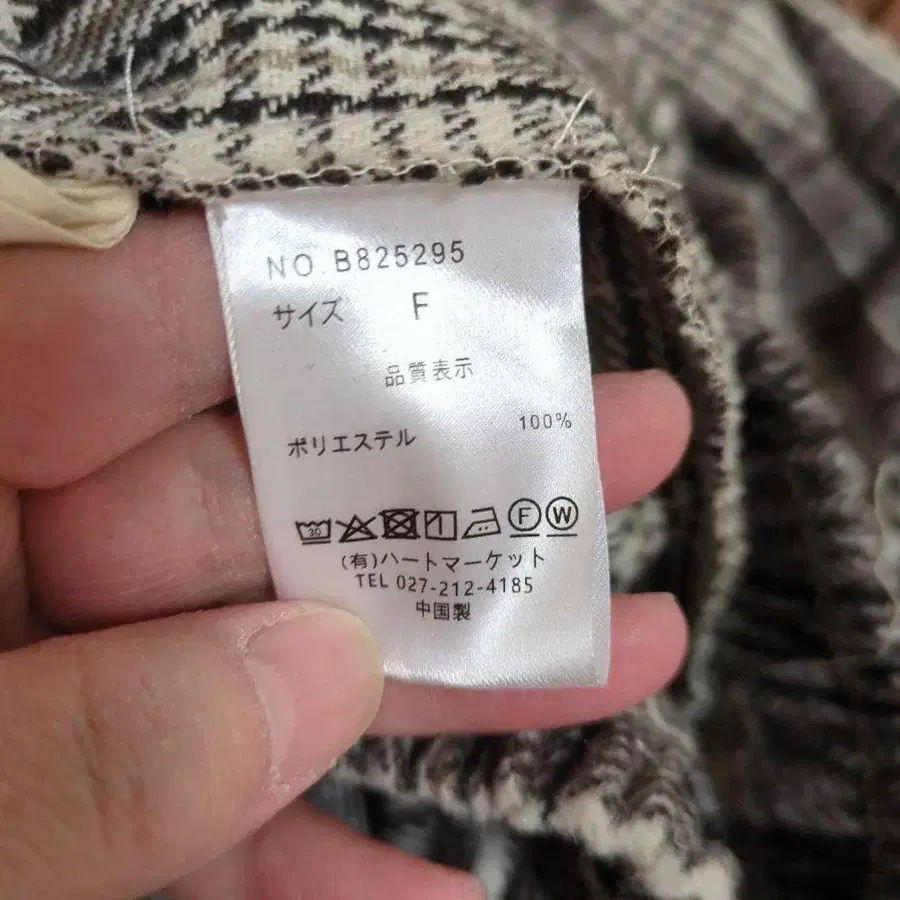 NO.B825295
サイズ F
品質表示
ポリエステル 100%
30 F W
(有)ハートマーケット
TEL 027-212-4185
中国製